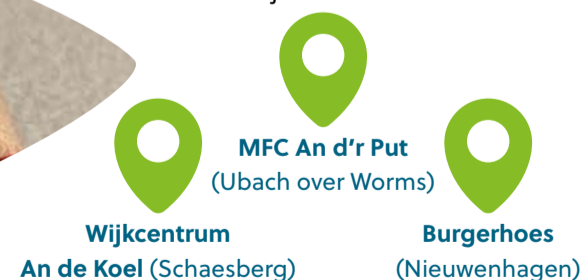 MFC An d'r Put
(Ubach over Worms)
Wijkcentrum
An de Koel (Schaesberg)
Burgerhoes
(Nieuwenhagen)